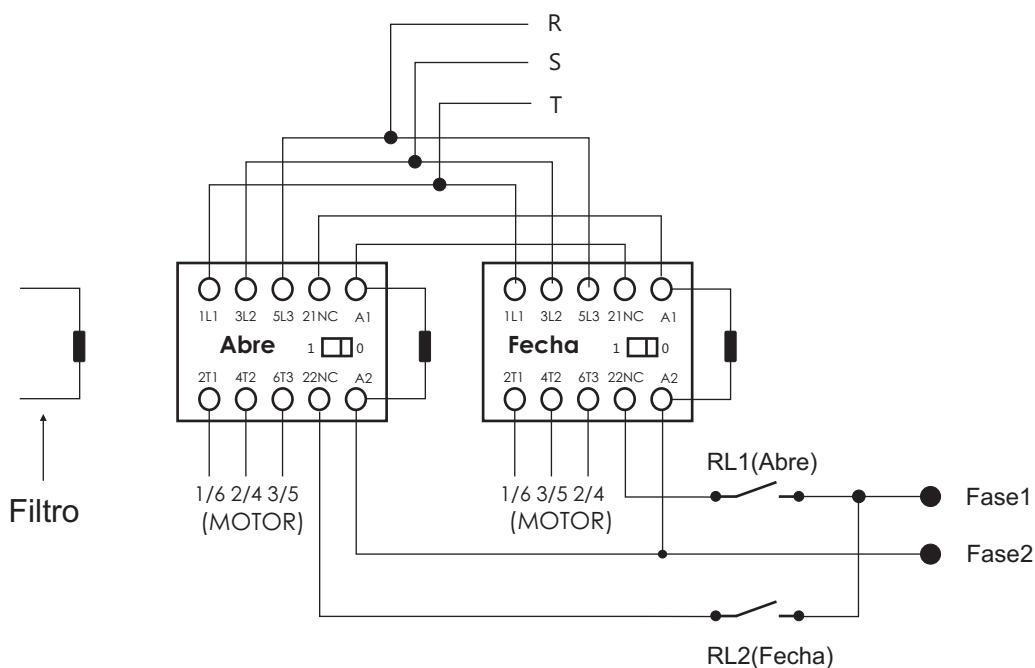 R
S
T
1L1 3L2 5L3 21NC A1
Abre 1 0
2T1 4T2 6T3 22NC A2
1/6 2/4 3/5
(MOTOR)
1L1 3L2 5L3 21NC A1
Fecha 1 0
2T1 4T2 6T3 22NC A2
1/6 3/5 2/4
(MOTOR)
Filtro
RL1(Abre)
Fase1
Fase2
RL2(Fecha)